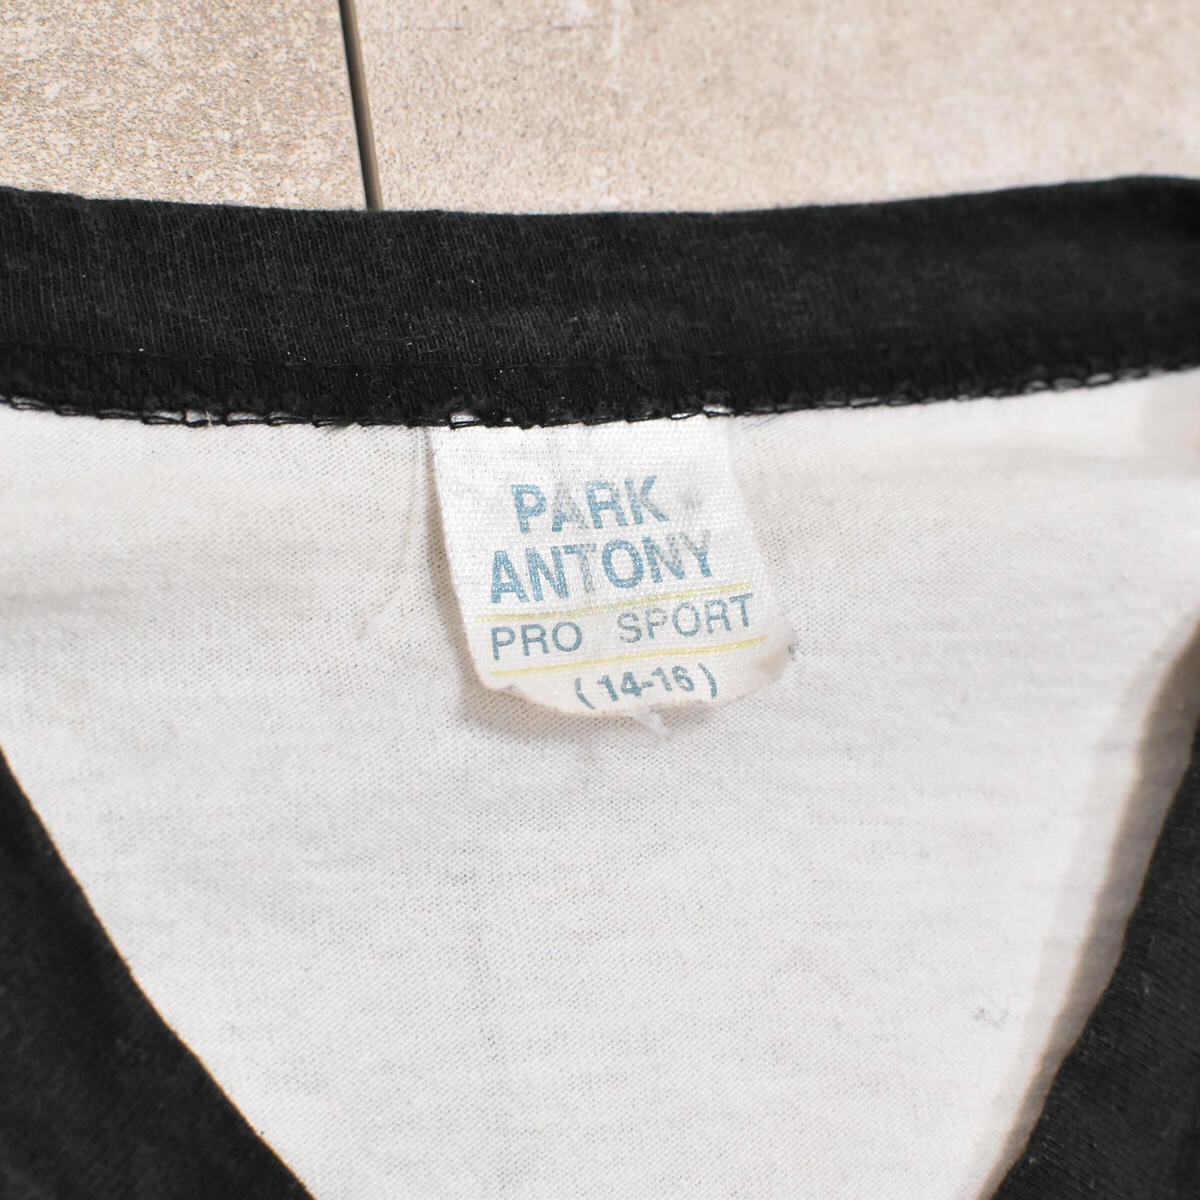 PARK
ANTONY
PRO SPORT
(14-16)